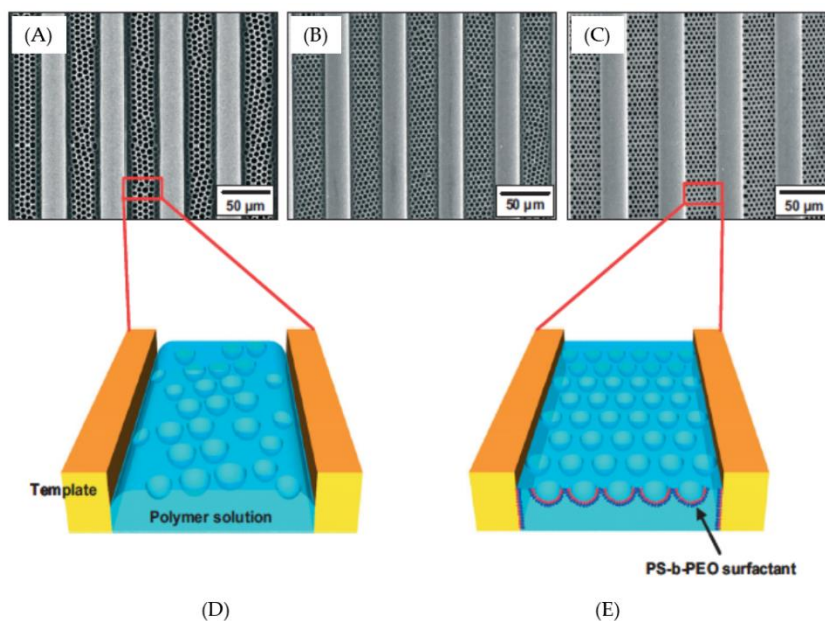 (A)
(B)
(C)
50 µm
50 µm
50 µm
Template
Polymer solution
PS-b-PEO surfactant
(D)
(E)